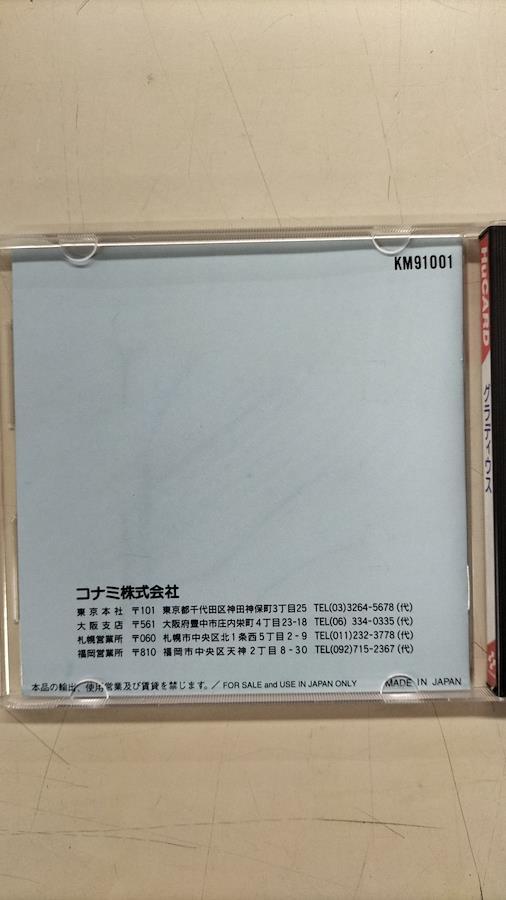 KM91001
HuCARD
グラディウス
コナミ株式会社
東京本社 〒101 東京都千代田区神田神保町3丁目25 TEL(03)3264-5678(代)
大阪支店 〒561 大阪府豊中市庄内栄町4丁目23-18 TEL(06) 334-0335(代)
札幌営業所 〒060 札幌市中央区北1条西5丁目2-9 TEL(011)232-3778(代)
福岡営業所 〒810 福岡市中央区天神2丁目8-30 TEL(092)715-2367(代)
本品の輸出、使用営業及び賃貸を禁じます。/ FOR SALE and USE IN JAPAN ONLY
MADE IN JAPAN